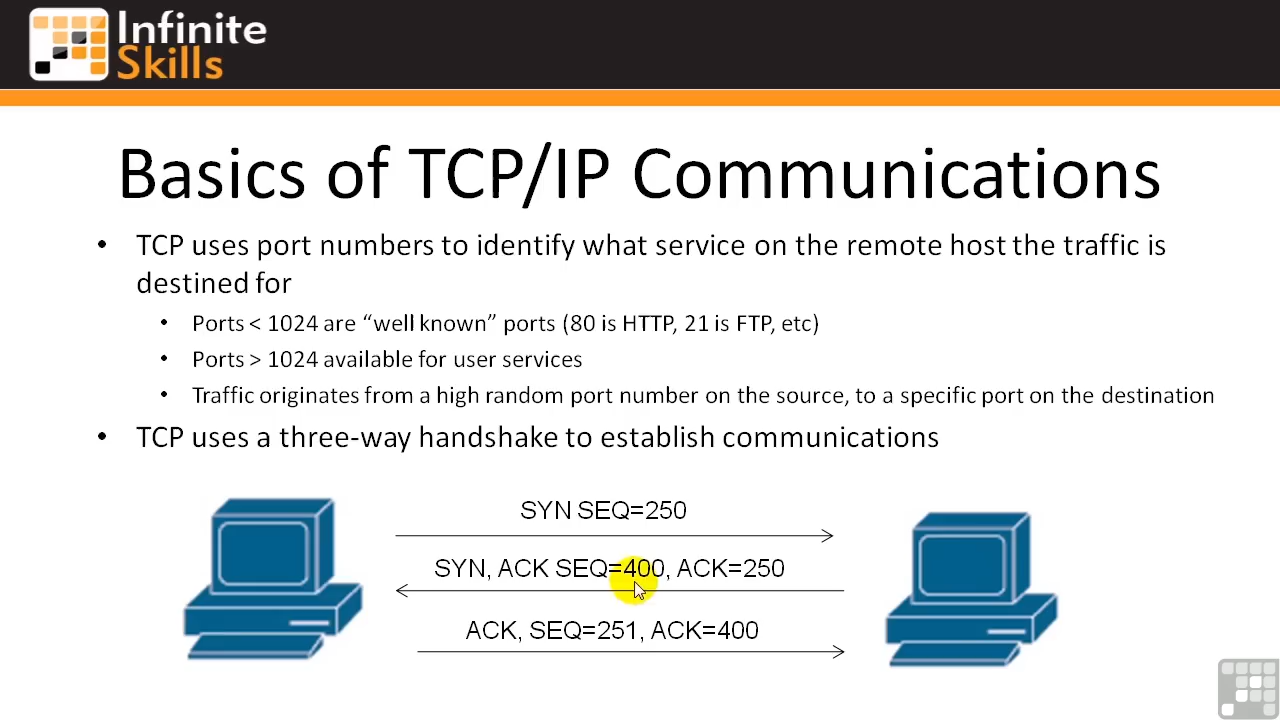 Infinite
Skills
Basics of TCP/IP Communications
• TCP uses port numbers to identify what service on the remote host the traffic is
destined for
• Ports < 1024 are “well known” ports (80 is HTTP, 21 is FTP, etc)
• Ports > 1024 available for user services
• Traffic originates from a high random port number on the source, to a specific port on the destination
• TCP uses a three-way handshake to establish communications
SYN SEQ=250
SYN, ACK SEQ=400, ACK=250
ACK, SEQ=251, ACK=400